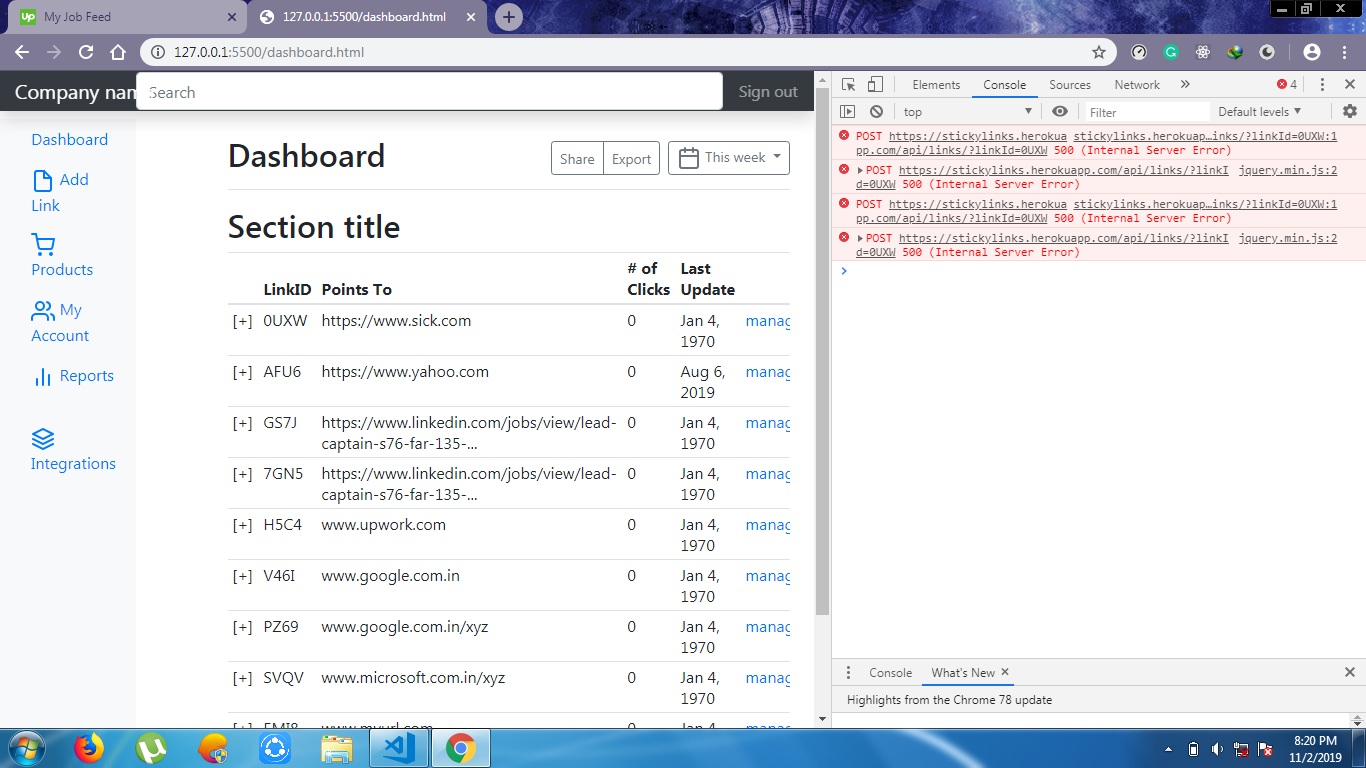 Up My Job Feed
127.0.0.1:5500/dashboard.html
127.0.0.1:5500/dashboard.html
Company nam
Search
Sign out
Dashboard
Add
Link
Products
My
Account
Reports
Integrations
Dashboard
Share
Export
This week
Section title
LinkID Points To # of Clicks Last Update
[+] 0UXW https://www.sick.com 0 Jan 4, 1970 manag
[+] AFU6 https://www.yahoo.com 0 Aug 6, 2019 manag
[+] GS7J https://www.linkedin.com/jobs/view/lead-captain-s76-far-135-... 0 Jan 4, 1970 manag
[+] 7GN5 https://www.linkedin.com/jobs/view/lead-captain-s76-far-135-... 0 Jan 4, 1970 manag
[+] H5C4 www.upwork.com 0 Jan 4, 1970 manag
[+] V46I www.google.com.in 0 Jan 4, 1970 manag
[+] PZ69 www.google.com.in/xyz 0 Jan 4, 1970 manag
[+] SVQV www.microsoft.com.in/xyz 0 Jan 4, 1970 manag
Elements Console Sources Network » 4
top Filter Default levels
POST https://stickylinks.herokua stickylinks.herokuap…inks/?linkId=0UXW:1
pp.com/api/links/?linkId=0UXW 500 (Internal Server Error)
POST https://stickylinks.herokuapp.com/api/links/?linkI jquery.min.js:2
d=0UXW 500 (Internal Server Error)
POST https://stickylinks.herokua stickylinks.herokuap…inks/?linkId=0UXW:1
pp.com/api/links/?linkId=0UXW 500 (Internal Server Error)
POST https://stickylinks.herokuapp.com/api/links/?linkI jquery.min.js:2
d=0UXW 500 (Internal Server Error)
Console What's New
Highlights from the Chrome 78 update
8:20 PM
11/2/2019